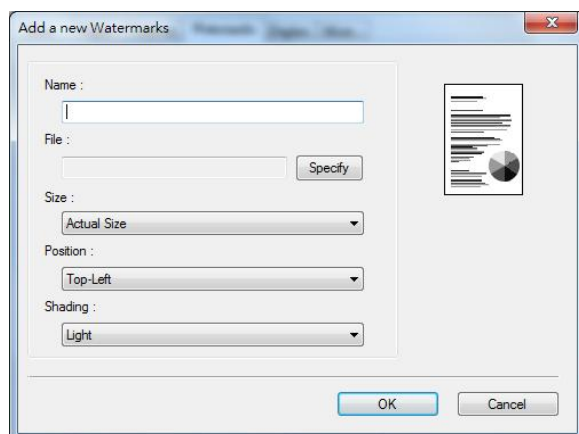 Add a new Watermarks
Name :
File :
Specify
Size :
Actual Size
Position :
Top-Left
Shading :
Light
OK
Cancel